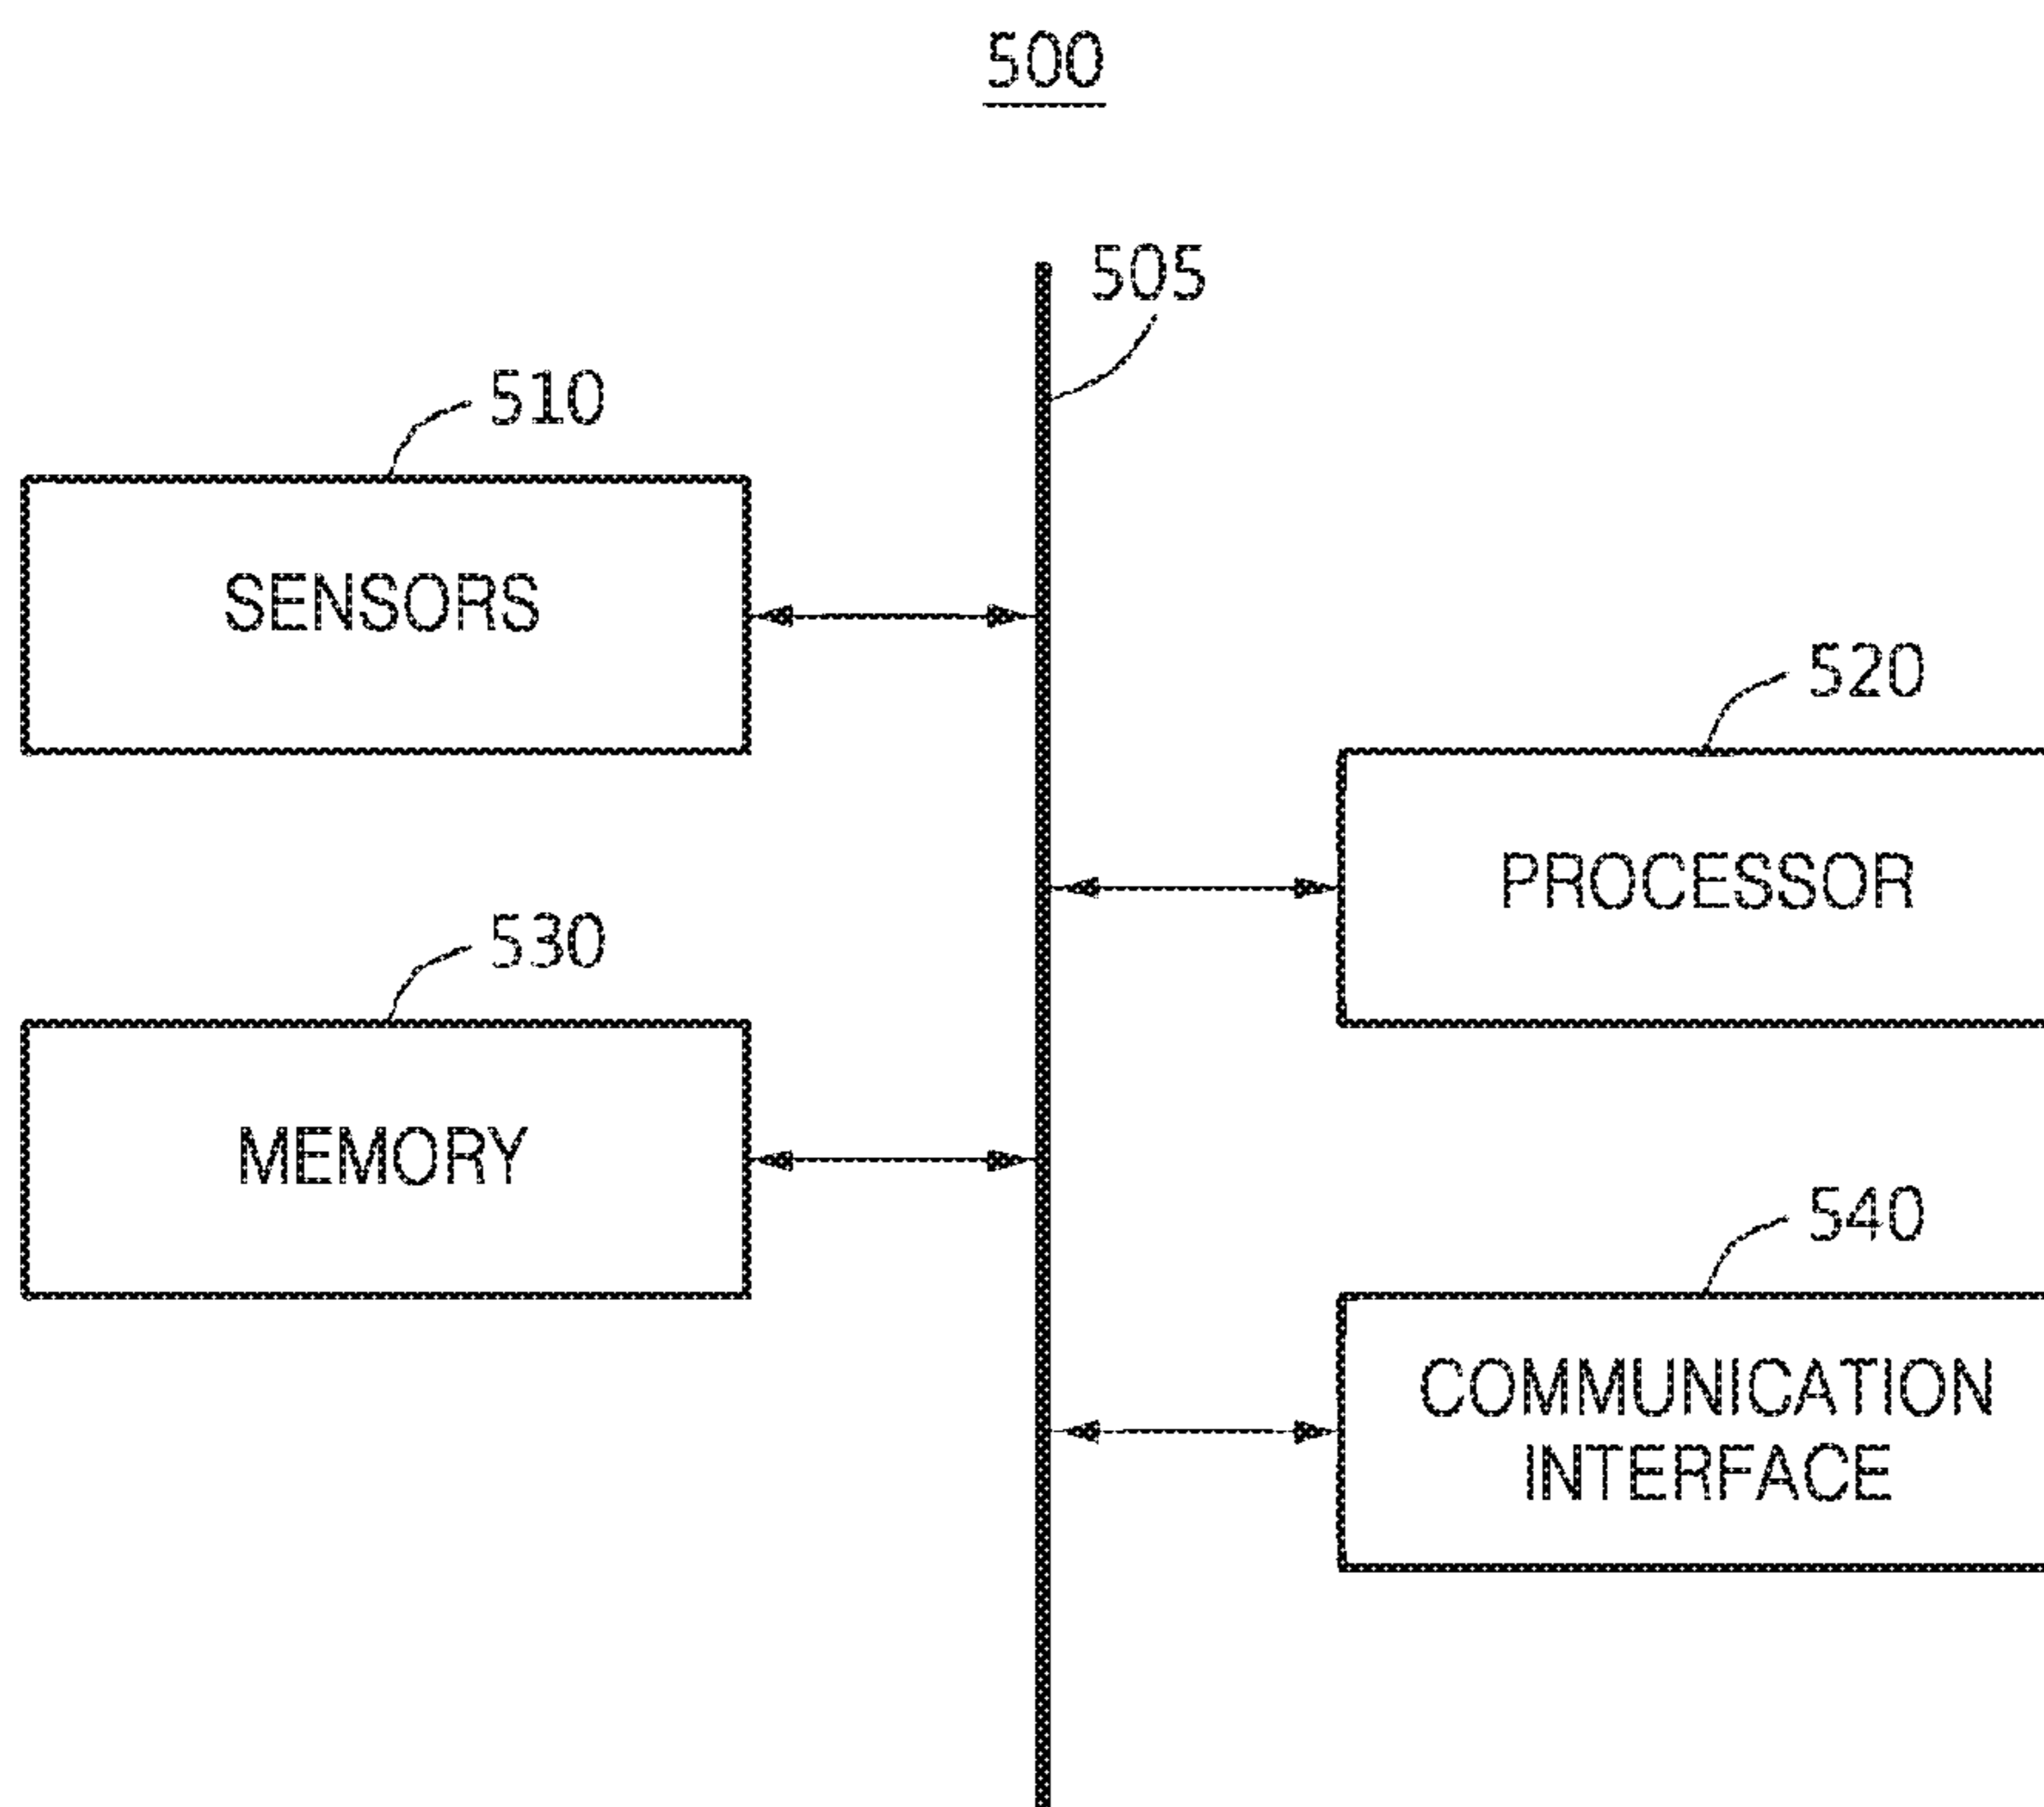 500
505
510
SENSORS
520
PROCESSOR
530
MEMORY
540
COMMUNICATION
INTERFACE